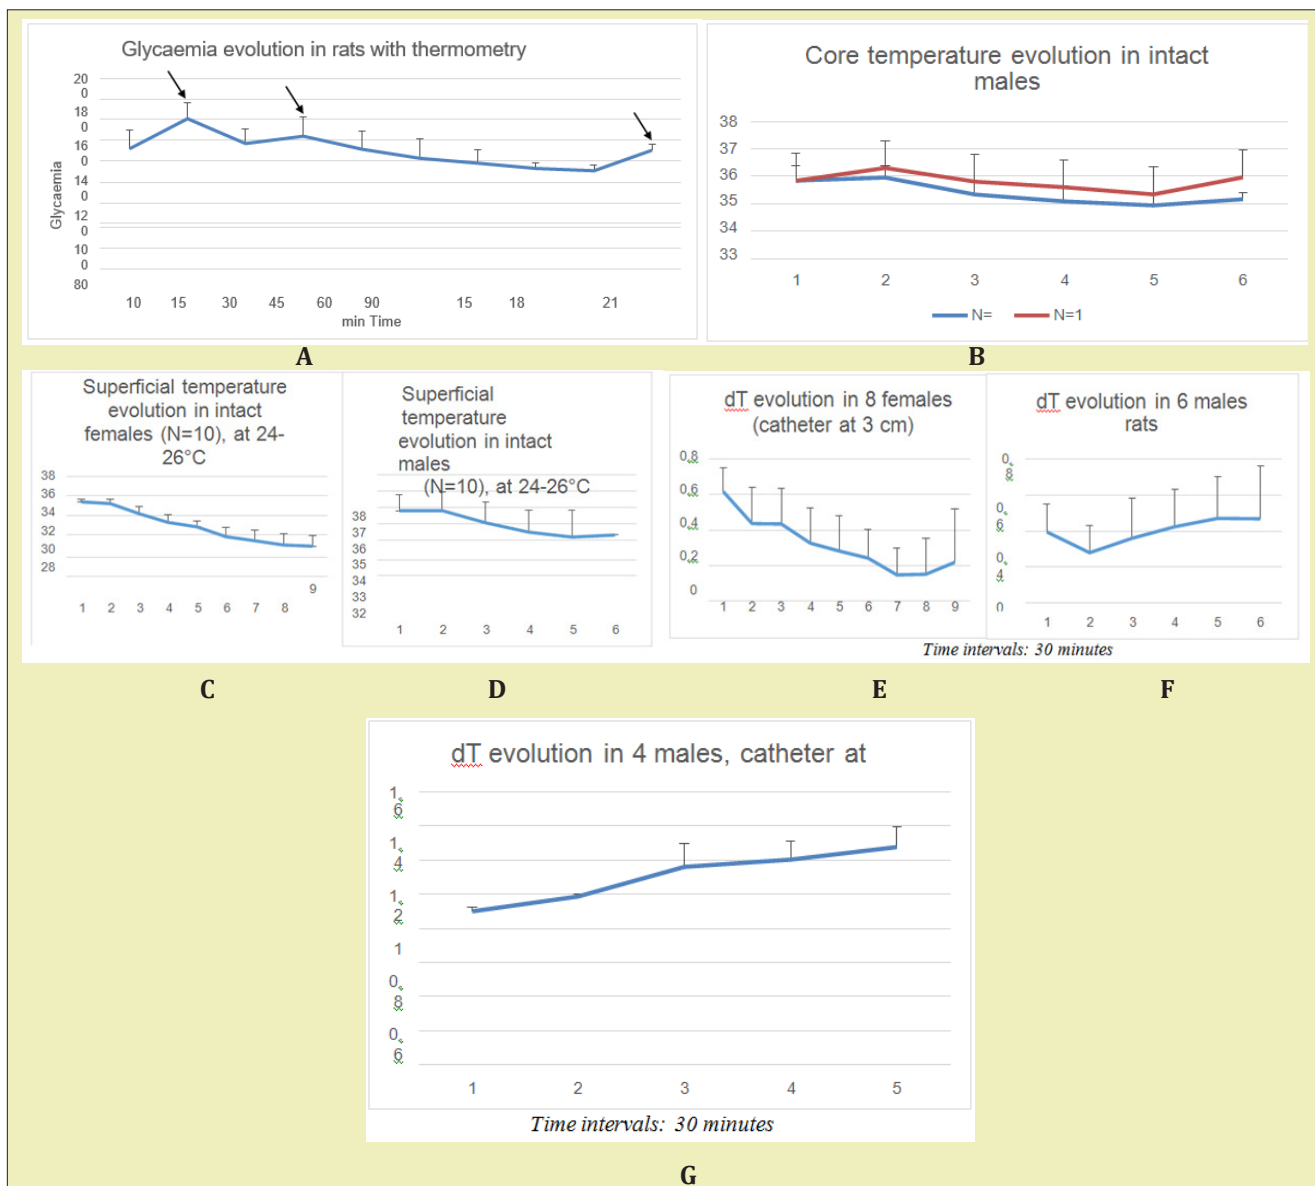 Glycaemia evolution in rats with thermometry
20
0
18
0
16
0
14
0
12
0
10
0
80
Glycaemia
10 15 30 45 60 90 15 18 21
min Time
A
Core temperature evolution in intact
males
38
37
36
35
34
33
1 2 3 4 5 6
N= N=1
B
Superficial temperature
evolution in intact
females (N=10), at 24-
26°C
38
36
34
32
30
28
9
1 2 3 4 5 6 7 8
C
Superficial
temperature
evolution in intact
males
(N=10), at 24-26°C
38
37
36
35
34
33
32
1 2 3 4 5 6
D
dT evolution in 8 females
(catheter at 3 cm)
0,8
0,6
0,4
0,2
0
1 2 3 4 5 6 7 8 9
E
dT evolution in 6 males
rats
0,
8
0,
6
0,
4
0
1 2 3 4 5 6
Time intervals: 30 minutes
F
dT evolution in 4 males, catheter at
1,
6
1,
4
1,
2
1
0,
8
0,
6
1 2 3 4 5
Time intervals: 30 minutes
G